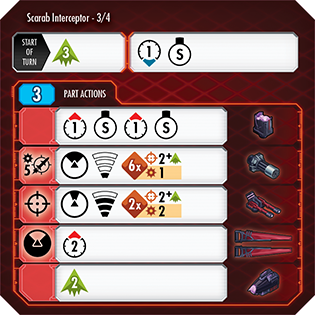 Scarab Interceptor - 3/4
START OF TURN
3
1
S
3
PART ACTIONS
1 S 1 S
5
6x 2+
1
2x 2+
2
2
2